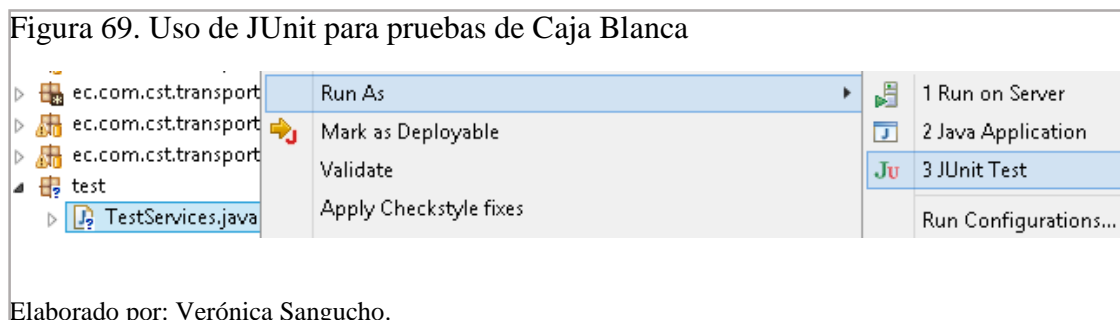 Figura 69. Uso de JUnit para pruebas de Caja Blanca
ec.com.cst.transport
ec.com.cst.transport
ec.com.cst.transport
test
TestServices.java
Run As
Mark as Deployable
Validate
Apply Checkstyle fixes
1 Run on Server
2 Java Application
Ju 3 JUnit Test
Run Configurations...
Elaborado por: Verónica Sangucho.